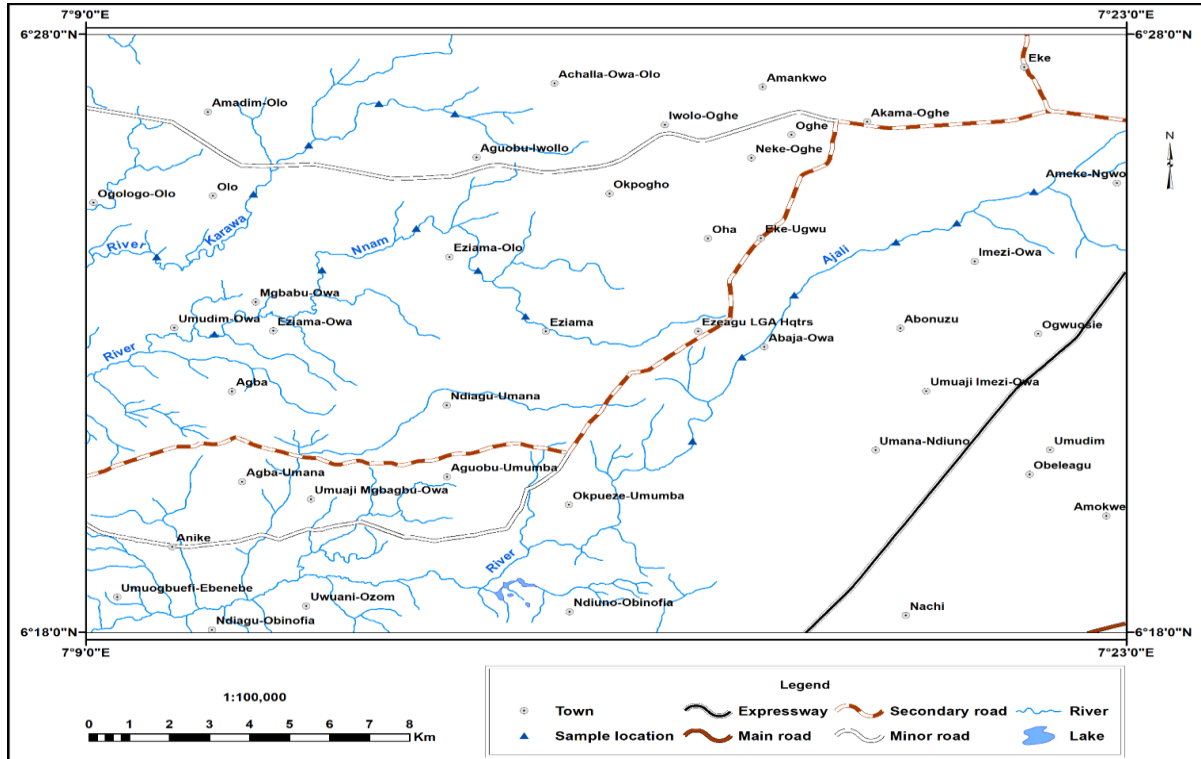 7°9'0"E
7°23'0"E
6°28'0"N
6°28'0"N
Eke
Achalla-Owa-Olo
Amankwo
Amadim-Olo
Iwolo-Oghe
Akama-Oghe
Oghe
N
Aguobu-Iwollo
Neke-Oghe
Ameke-Ngwo
Ogologo-Olo
Olo
Okpogho
River
Karawa
Nnam
Oha
Eke-Ugwu
Ajali
Eziama-Olo
Imezi-Owa
Mgbabu-Owa
Umudim-Owa
Eziama-Owa
Eziama
Ezeagu LGA Hqtrs
Abonuzu
Ogwuosie
River
Abaja-Owa
Agba
Umuaji Imezi-Owa
Ndiagu-Umana
Umana-Ndiuno
Umudim
Agba-Umana
Aguobu-Umumba
Obeleagu
Umuaji Mgbagbu-Owa
Okpueze-Umumba
Amokwe
Anike
River
Umuogbuefi-Ebenebe
Uwuani-Ozom
Ndiuno-Obinofia
Nachi
Ndiagu-Obinofia
6°18'0"N
6°18'0"N
7°9'0"E
7°23'0"E
1:100,000
0 1 2 3 4 5 6 7 8
Km
Legend
Town
Expressway
Secondary road
River
Sample location
Main road
Minor road
Lake